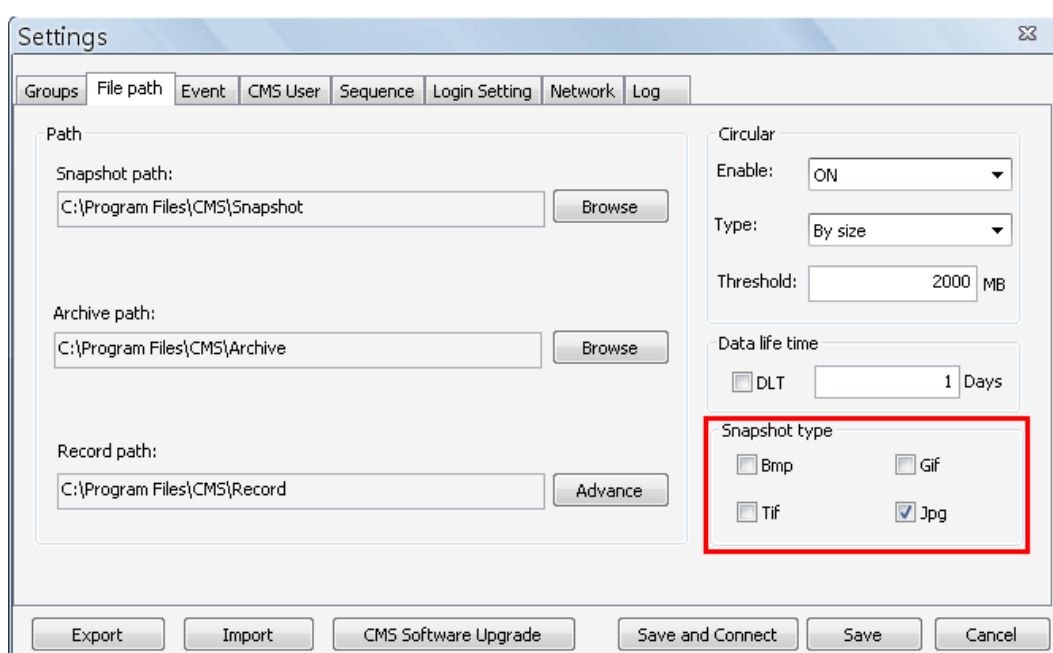 Settings
Groups File path Event CMS User Sequence Login Setting Network Log
Path
Snapshot path:
C:\Program Files\CMS\Snapshot Browse
Archive path:
C:\Program Files\CMS\Archive Browse
Record path:
C:\Program Files\CMS\Record Advance
Circular
Enable: ON
Type: By size
Threshold: 2000 MB
Data life time
DLT 1 Days
Snapshot type
Bmp Gif
Tif Jpg
Export Import CMS Software Upgrade Save and Connect Save Cancel